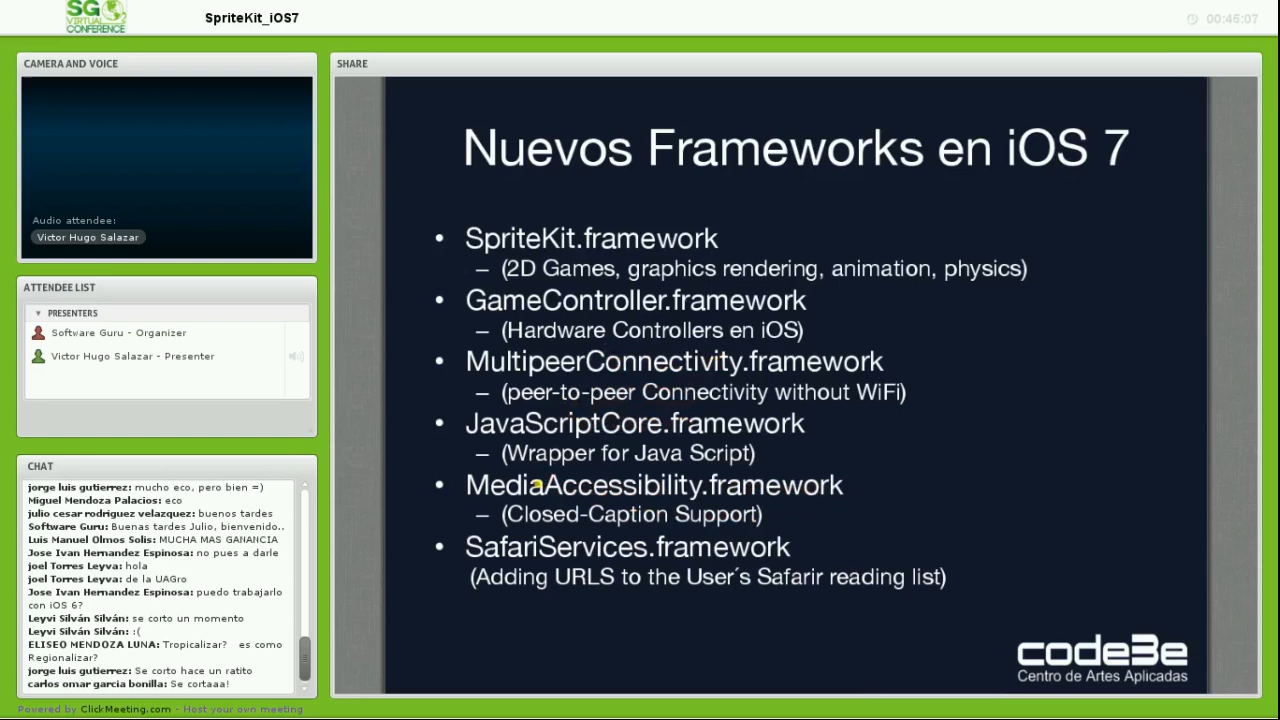 SG
VIRTUAL
CONFERENCE
SpriteKit_iOS7
00:46:07
CAMERA AND VOICE
Audio attendee:
Victor Hugo Salazar
ATTENDEE LIST
PRESENTERS
Software Guru - Organizer
Victor Hugo Salazar - Presenter
CHAT
jorge luis gutierrez: mucho eco, pero bien =)
Miguel Mendoza Palacios: eco
julio cesar rodriguez velazquez: buenos tardes
Software Guru: Buenas tardes Julio, bienvenido..
Luis Manuel Olmos Solis: MUCHA MAS GANANCIA
Jose Ivan Hernandez Espinosa: no pues a darle
joel Torres Leyva: hola
joel Torres Leyva: de la UAGro
Jose Ivan Hernandez Espinosa: puedo trabajarlo
con iOS 6?
Leyvi Silván Silván: se corto un momento
Leyvi Silván Silván: :(
ELISEO MENDOZA LUNA: Tropicalizar? es como
Regionalizar?
jorge luis gutierrez: Se corto hace un ratito
carlos omar garcia bonilla: Se cortaaa!
SHARE
Nuevos Frameworks en iOS 7
• SpriteKit.framework
– (2D Games, graphics rendering, animation, physics)
• GameController.framework
– (Hardware Controllers en iOS)
• MultipeerConnectivity.framework
– (peer-to-peer Connectivity without WiFi)
• JavaScriptCore.framework
– (Wrapper for Java Script)
• MediaAccessibility.framework
– (Closed-Caption Support)
• SafariServices.framework
(Adding URLS to the User´s Safarir reading list)
code3e
Centro de Artes Aplicadas
Powered by ClickMeeting.com - Host your own meeting